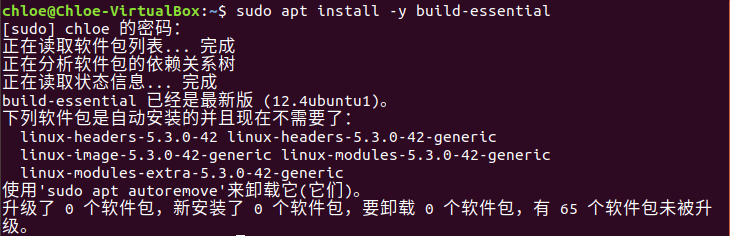 chloe@Chloe-VirtualBox:~$ sudo apt install -y build-essential
[sudo] chloe 的密码：
正在读取软件包列表... 完成
正在分析软件包的依赖关系树
正在读取状态信息... 完成
build-essential 已经是最新版 (12.4ubuntu1)。
下列软件包是自动安装的并且现在不需要了：
linux-headers-5.3.0-42 linux-headers-5.3.0-42-generic
linux-image-5.3.0-42-generic linux-modules-5.3.0-42-generic
linux-modules-extra-5.3.0-42-generic
使用'sudo apt autoremove'来卸载它(它们)。
升级了 0 个软件包，新安装了 0 个软件包，要卸载 0 个软件包，有 65 个软件包未被升
级。